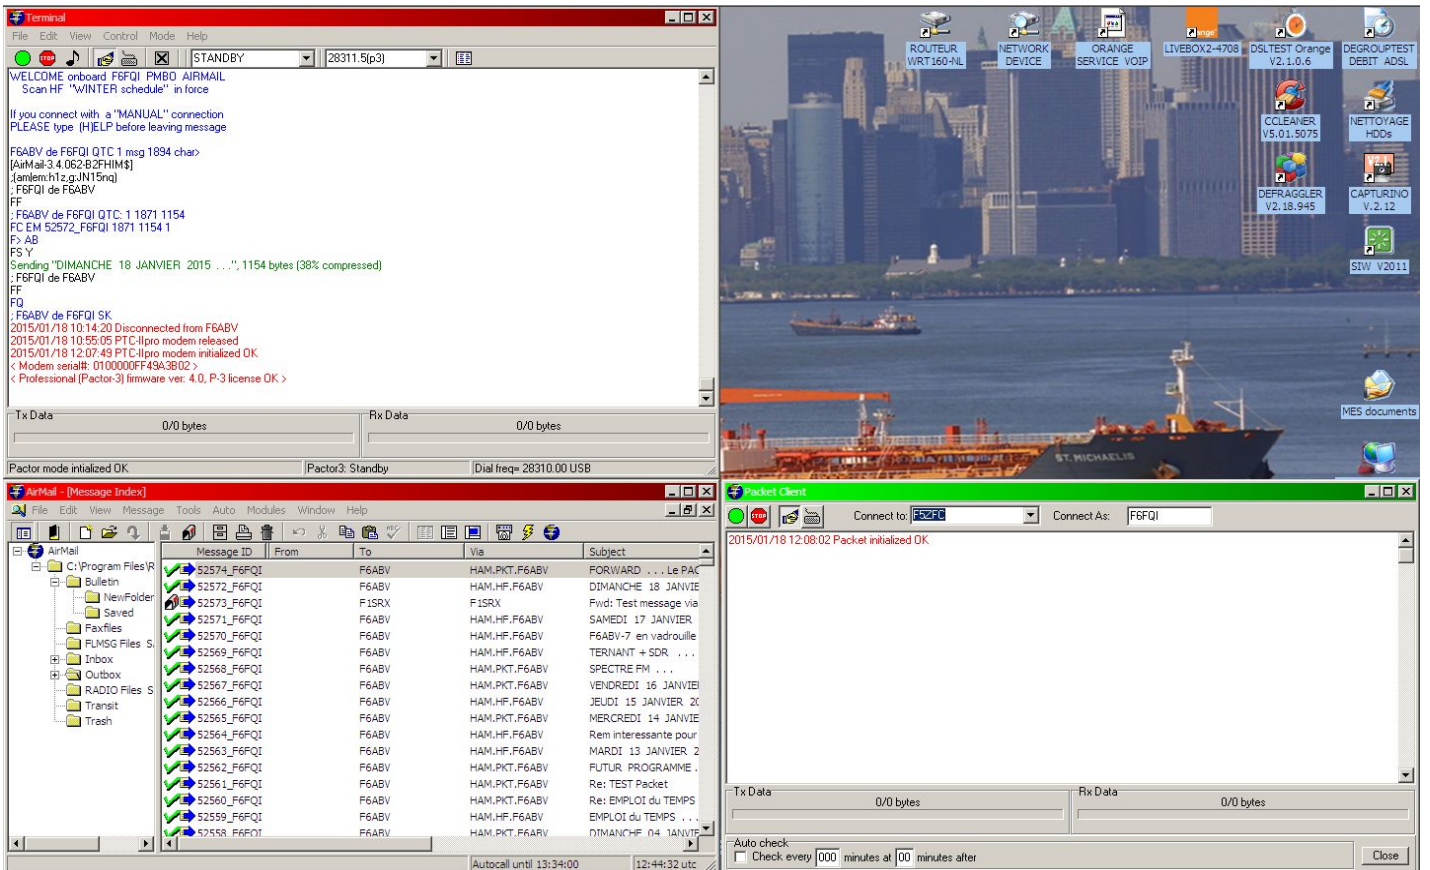 Terminal
File Edit View Control Mode Help
STANDBY 28311.5(p3)
WELCOME onboard F6FQI PMBO AIRMAIL
Scan HF "WINTER schedule" in force
If you connect with a "MANUAL" connection
PLEASE type (H)ELP before leaving message
F6ABV de F6FQI QTC 1 msg 1894 char>
[AirMail-3.4.062-B2FHIM$]
;{am|em:h1z,g:JN15nq}
; F6FQI de F6ABV
FF
; F6ABV de F6FQI QTC: 1 1871 1154
FC EM 52572_F6FQI 1871 1154 1
F> AB
FS Y
Sending "DIMANCHE 18 JANVIER 2015 . . .", 1154 bytes (38% compressed)
; F6FQI de F6ABV
FF
FQ
; F6ABV de F6FQI SK
2015/01/18 10:14:20 Disconnected from F6ABV
2015/01/18 10:55:05 PTC-IIpro modem released
2015/01/18 12:07:49 PTC-IIpro modem initialized OK
< Modem serial#: 0100000FF49A3B02 >
< Professional (Pactor-3) firmware ver: 4.0, P-3 license OK >
Tx Data Rx Data
0/0 bytes 0/0 bytes
Pactor mode intialized OK Pactor3: Standby Dial freq= 28310.00 USB
ROUTEUR WRT160-NL
NETWORK DEVICE
ORANGE SERVICE VOIP
LIVEBOX2-4708
DSLTEST Orange V2.1.0.6
DEGROUPTEST DEBIT ADSL
CCLEANER V5.01.5075
NETTOYAGE HDDs
DEFRAGGLER V2.18.945
CAPTURINO V.2.12
SIW V2011
MES documents
ST. MICHAELIS
AirMail - [Message Index]
File Edit View Message Tools Auto Modules Window Help
AirMail
C:\Program Files\R
Bulletin
NewFolder
Saved
Faxfiles
FLMSG Files S
Inbox
Outbox
RADIO Files S
Transit
Trash
Message ID From To Via Subject
52574_F6FQI F6ABV HAM.PKT.F6ABV FORWARD . . . Le PAC
52572_F6FQI F6ABV HAM.HF.F6ABV DIMANCHE 18 JANVIE
52573_F6FQI F1SRX F1SRX Fwd: Test message via
52571_F6FQI F6ABV HAM.HF.F6ABV SAMEDI 17 JANVIER
52570_F6FQI F6ABV HAM.HF.F6ABV F6ABV-7 en vadrouille
52569_F6FQI F6ABV HAM.HF.F6ABV TERNANT + SDR . . .
52568_F6FQI F6ABV HAM.PKT.F6ABV SPECTRE FM . . .
52567_F6FQI F6ABV HAM.PKT.F6ABV VENDREDI 16 JANVIE
52566_F6FQI F6ABV HAM.HF.F6ABV JEUDI 15 JANVIER 20
52565_F6FQI F6ABV HAM.PKT.F6ABV MERCREDI 14 JANVIE
52564_F6FQI F6ABV HAM.HF.F6ABV Rem interessante pour
52563_F6FQI F6ABV HAM.HF.F6ABV MARDI 13 JANVIER 2
52562_F6FQI F6ABV HAM.PKT.F6ABV FUTUR PROGRAMME .
52561_F6FQI F6ABV HAM.PKT.F6ABV Re: TEST Packet
52560_F6FQI F6ABV HAM.PKT.F6ABV Re: EMPLOI du TEMPS
52559_F6FQI F6ABV HAM.HF.F6ABV EMPLOI du TEMPS . . .
52558_F6FQI F6ABV HAM.PKT.F6ABV DIMANCHE 04 JANVIE
Autocall until 13:34:00 12:44:32 utc
Packet Client
Connect to: F5ZFC Connect As: F6FQI
2015/01/18 12:08:02 Packet initialized OK
Tx Data Rx Data
0/0 bytes 0/0 bytes
Auto check
Check every 000 minutes at 00 minutes after
Close